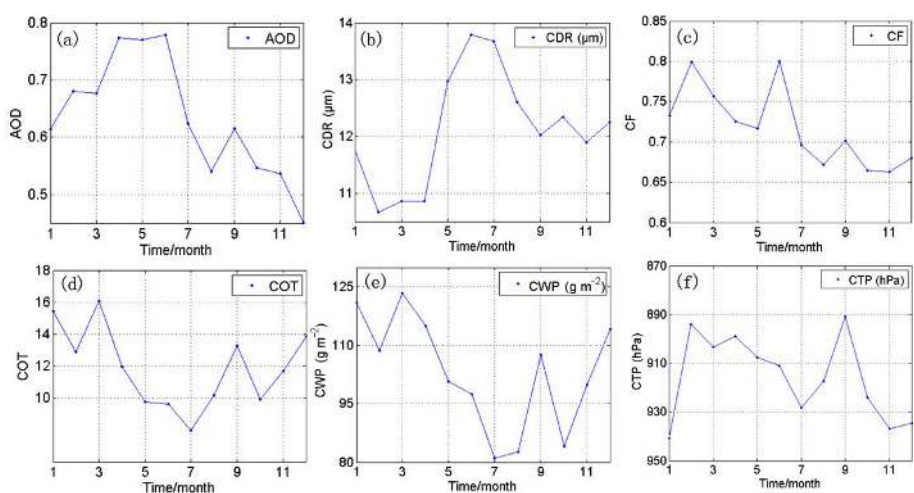 (a) AOD
0.8
0.7
0.6
0.5
AOD
1 3 5 7 9 11
Time/month
(b) CDR (μm)
14
13
12
11
CDR (μm)
1 3 5 7 9 11
Time/month
(c) CF
0.85
0.8
0.75
0.7
0.65
0.6
CF
1 3 5 7 9 11
Time/month
(d) COT
18
16
14
12
10
COT
1 3 5 7 9 11
Time/month
(e) CWP (g m⁻²)
125
110
95
80
CWP (g m⁻²)
1 3 5 7 9 11
Time/month
(f) CTP (hPa)
870
890
910
930
950
CTP (hPa)
1 3 5 7 9 11
Time/month